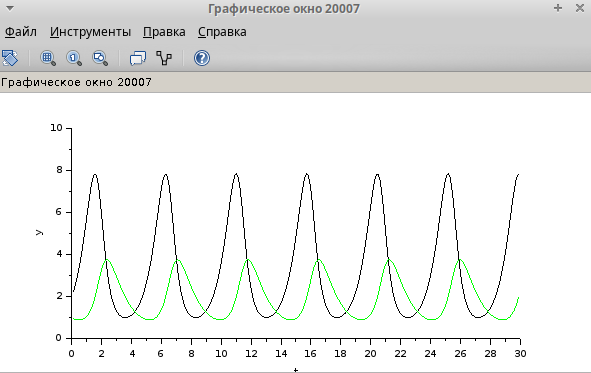 Графическое окно 20007
Файл Инструменты Правка Справка
Графическое окно 20007
10
8
6
4
2
0
y
0 2 4 6 8 10 12 14 16 18 20 22 24 26 28 30